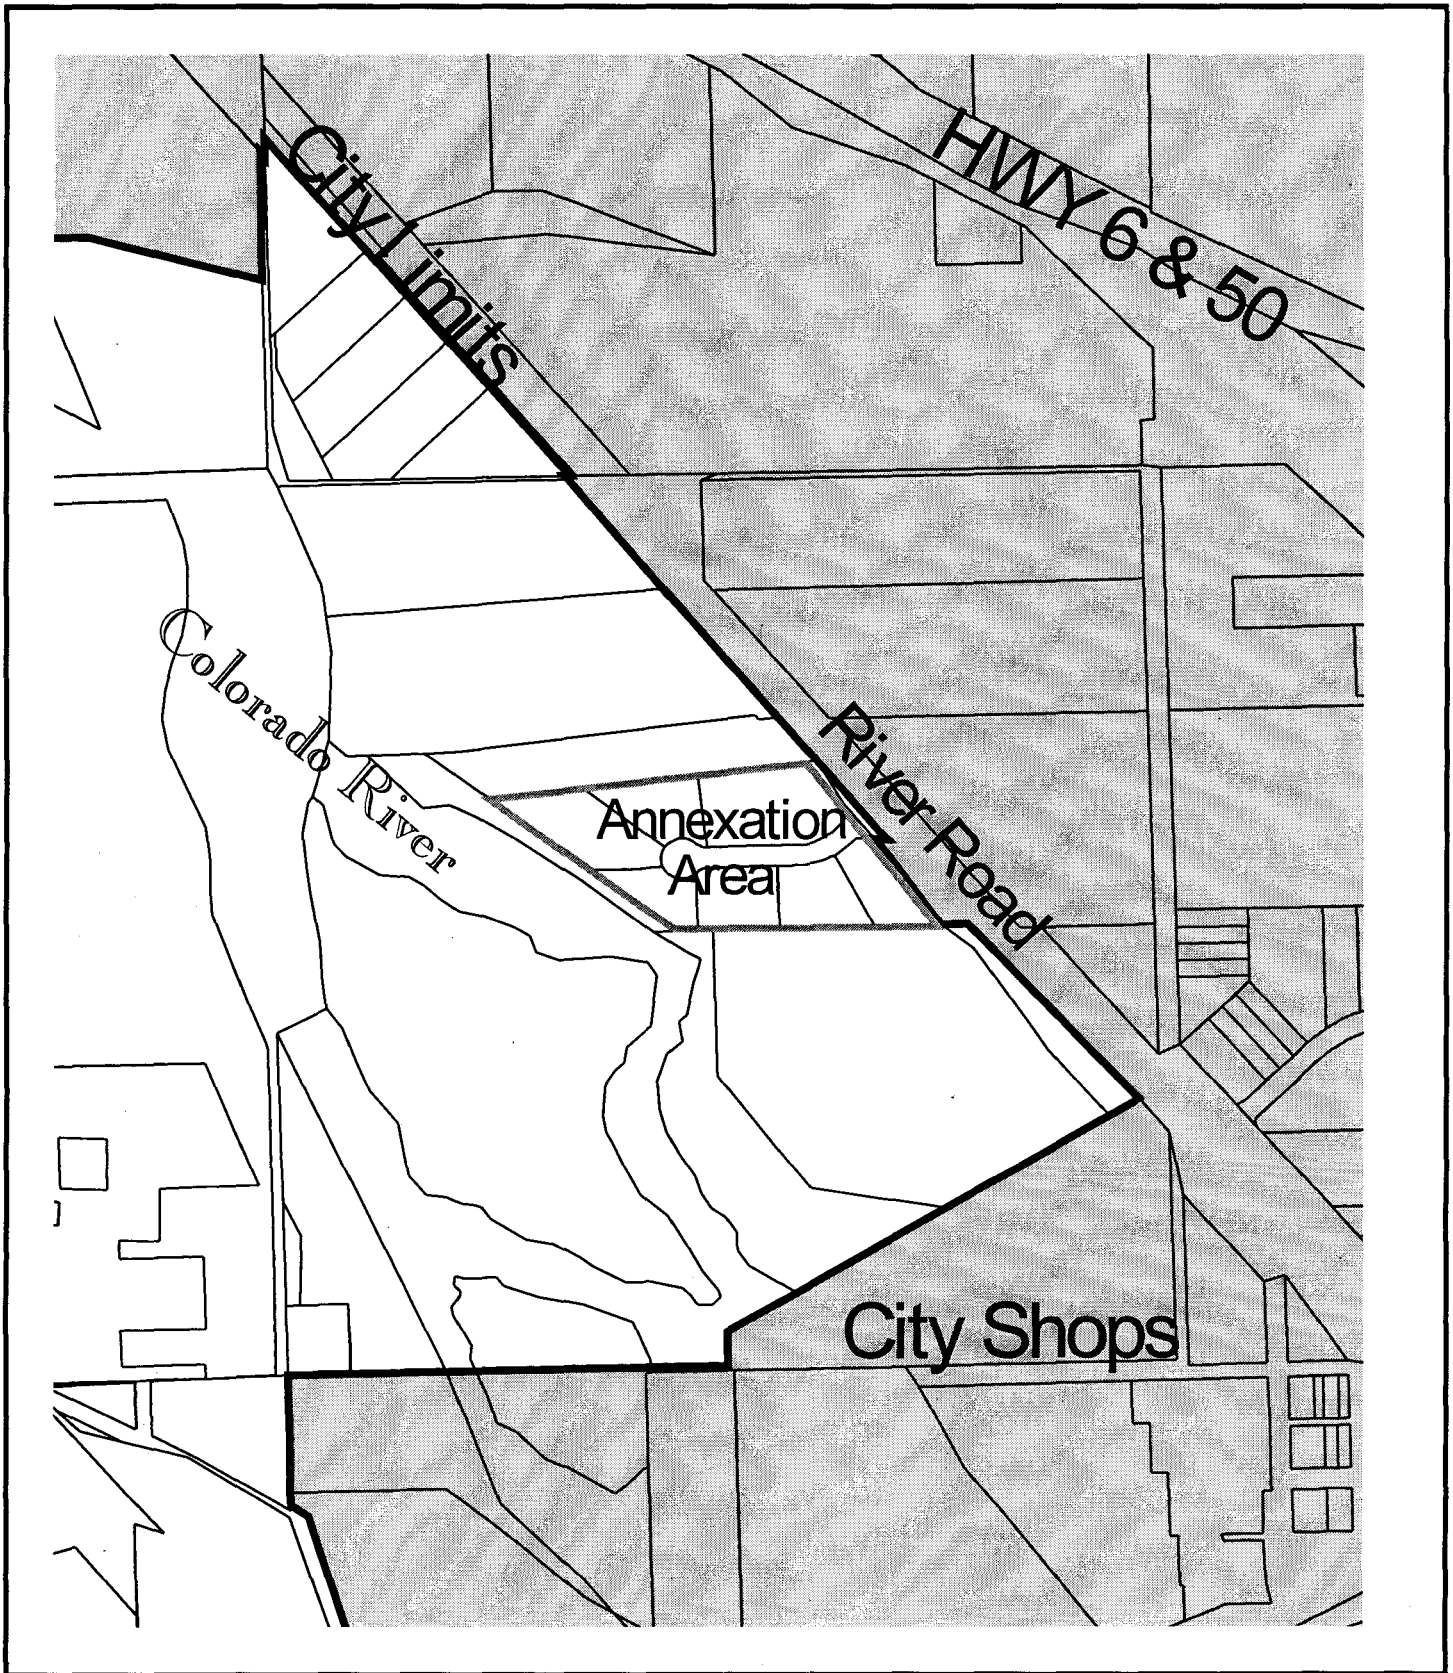 City Limits
HWY 6 & 50
Colorado River
River Road
Annexation
Area
City Shops